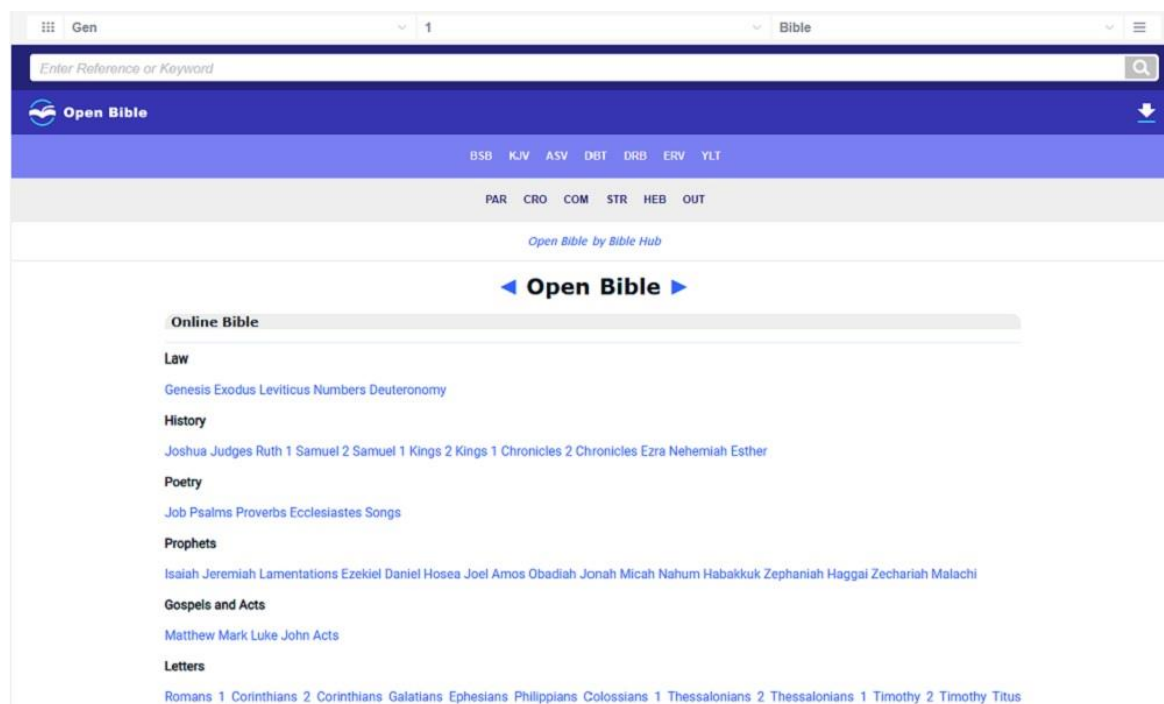 Gen 1 Bible
Enter Reference or Keyword
Open Bible
BSB KJV ASV DBT DRB ERV YLT
PAR CRO COM STR HEB OUT
Open Bible by Bible Hub
◄ Open Bible ►
Online Bible
Law
Genesis Exodus Leviticus Numbers Deuteronomy
History
Joshua Judges Ruth 1 Samuel 2 Samuel 1 Kings 2 Kings 1 Chronicles 2 Chronicles Ezra Nehemiah Esther
Poetry
Job Psalms Proverbs Ecclesiastes Songs
Prophets
Isaiah Jeremiah Lamentations Ezekiel Daniel Hosea Joel Amos Obadiah Jonah Micah Nahum Habakkuk Zephaniah Haggai Zechariah Malachi
Gospels and Acts
Matthew Mark Luke John Acts
Letters
Romans 1 Corinthians 2 Corinthians Galatians Ephesians Philippians Colossians 1 Thessalonians 2 Thessalonians 1 Timothy 2 Timothy Titus